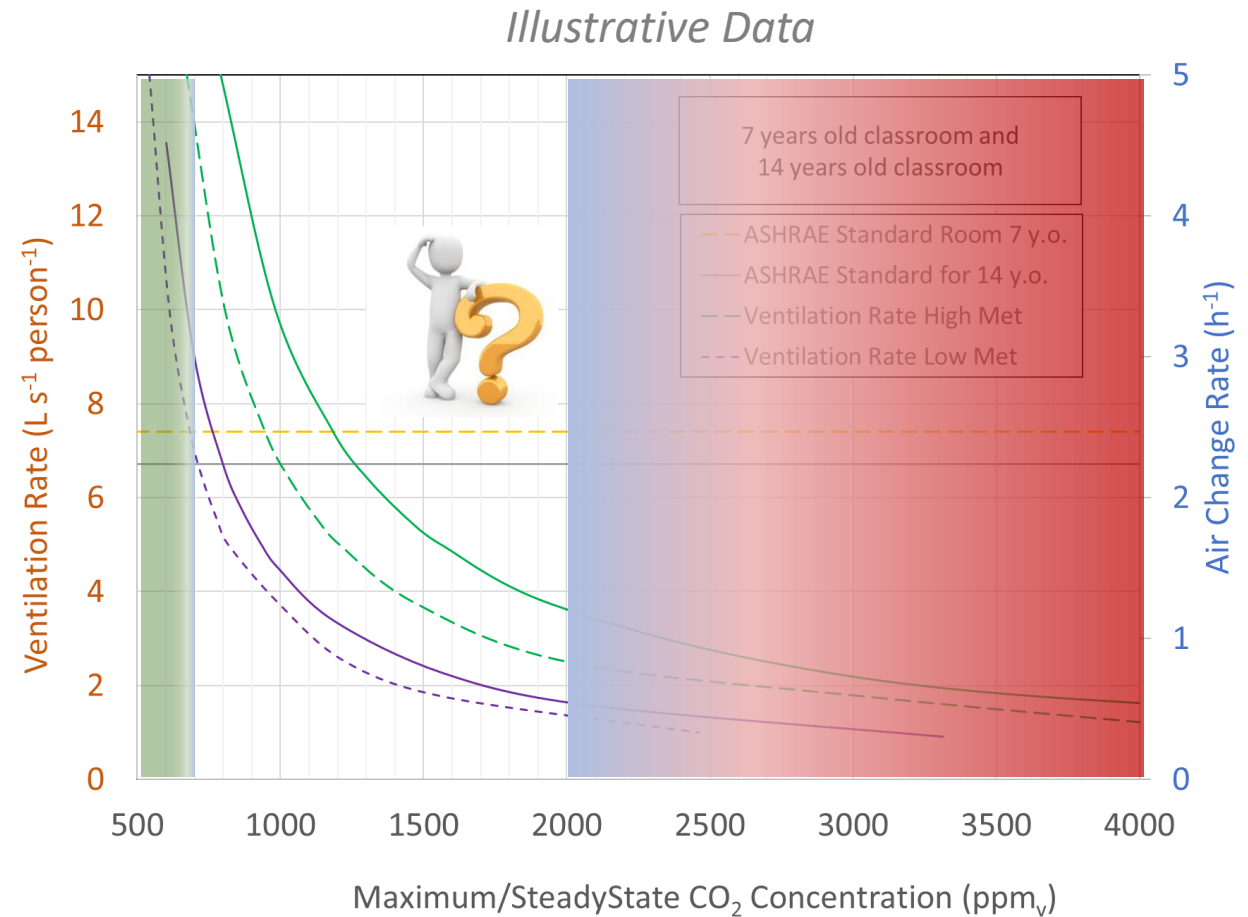 Illustrative Data
Ventilation Rate (L s⁻¹ person⁻¹)
14
12
10
8
6
4
2
0
7 years old classroom and
14 years old classroom
ASHRAE Standard Room 7 y.o.
ASHRAE Standard for 14 y.o.
Ventilation Rate High Met
Ventilation Rate Low Met
?
5
4
3
2
1
0
Air Change Rate (h⁻¹)
500 1000 1500 2000 2500 3000 3500 4000
Maximum/SteadyState CO₂ Concentration (ppmᵥ)